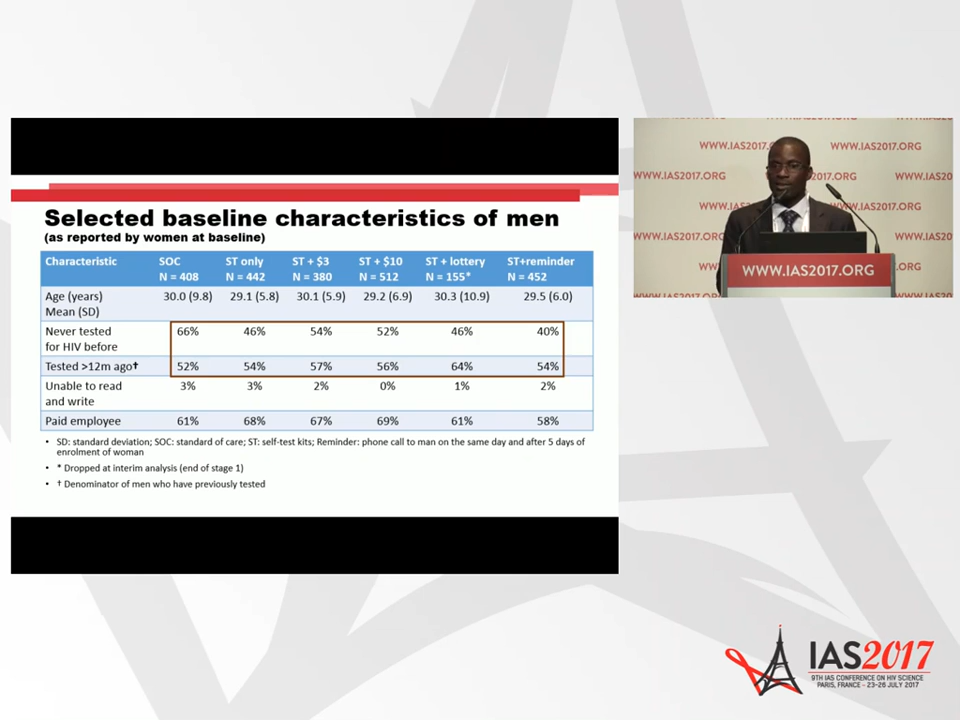 Selected baseline characteristics of men
(as reported by women at baseline)
Characteristic SOC ST only ST + $3 ST + $10 ST + lottery ST+reminder
N = 408 N = 442 N = 380 N = 512 N = 155* N = 452
Age (years) 30.0 (9.8) 29.1 (5.8) 30.1 (5.9) 29.2 (6.9) 30.3 (10.9) 29.5 (6.0)
Mean (SD)
Never tested 66% 46% 54% 52% 46% 40%
for HIV before
Tested >12m ago† 52% 54% 57% 56% 64% 54%
Unable to read 3% 3% 2% 0% 1% 2%
and write
Paid employee 61% 68% 67% 69% 61% 58%
• SD: standard deviation; SOC: standard of care; ST: self-test kits; Reminder: phone call to man on the same day and after 5 days of
enrolment of woman
• * Dropped at interim analysis (end of stage 1)
• † Denominator of men who have previously tested
WWW.IAS2017.ORG
WWW.IAS2017.ORG
WWW.IAS2017.ORG
WWW.IAS2017.ORG
IAS2017
9TH IAS CONFERENCE ON HIV SCIENCE
PARIS, FRANCE - 23-26 JULY 2017